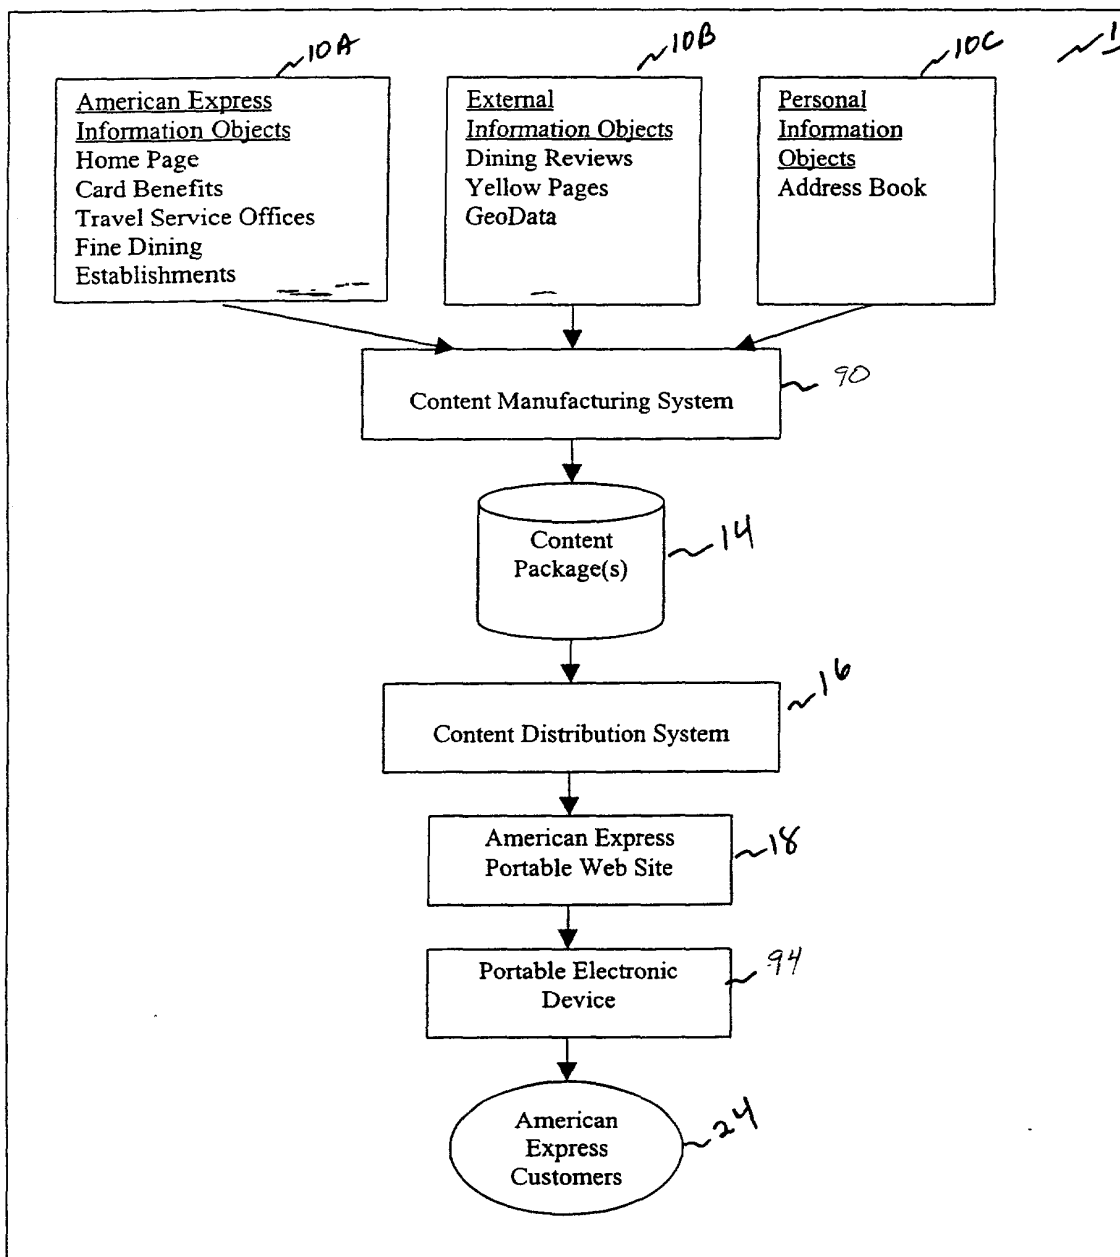 10A
10B
10C
1
American Express
Information Objects
Home Page
Card Benefits
Travel Service Offices
Fine Dining
Establishments
External
Information Objects
Dining Reviews
Yellow Pages
GeoData
Personal
Information
Objects
Address Book
Content Manufacturing System
90
Content
Package(s)
14
Content Distribution System
16
American Express
Portable Web Site
18
Portable Electronic
Device
94
American
Express
Customers
24